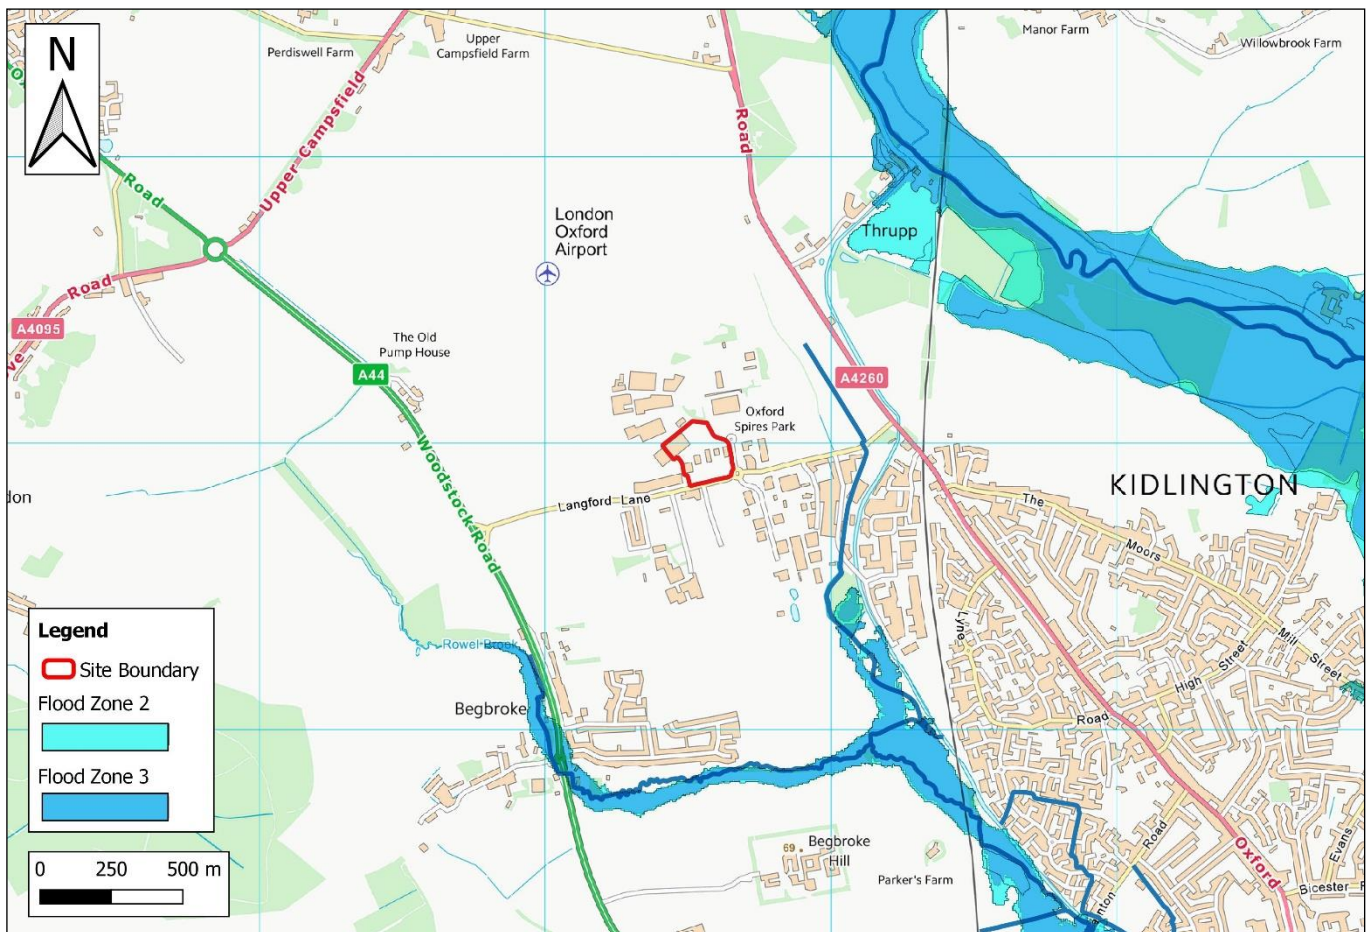 N
Perdiswell Farm
Upper
Campsfield Farm
Manor Farm
Willowbrook Farm
Road
Upper Campsfield
Road
London
Oxford
Airport
Thrupp
Road
A4095
ve
The Old
Pump House
A44
A4260
Oxford
Spires Park
Woodstock Road
Langford Lane
KIDLINGTON
don
The
Moors
Lyne
Mill
Street
High Street
Road
Rowel Brook
Begbroke
Legend
Site Boundary
Flood Zone 2
Flood Zone 3
0 250 500 m
69
Begbroke
Hill
Parker's Farm
Road
anton
Oxford
Evans
Bicester